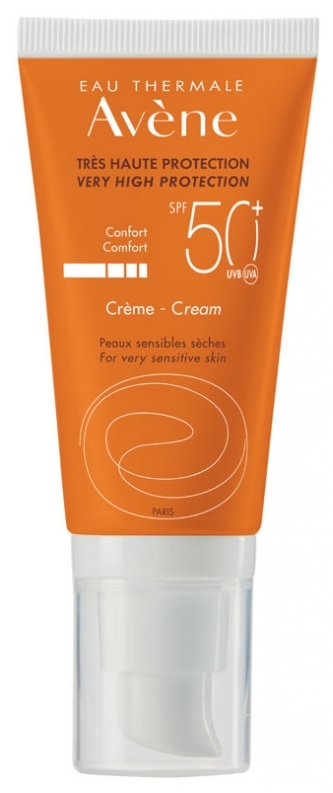 EAU THERMALE
Avène
TRÈS HAUTE PROTECTION
VERY HIGH PROTECTION
SPF 50+
Confort
Comfort
UVB UVA
Crème - Cream
Peaux sensibles sèches
For very sensitive skin
PARIS